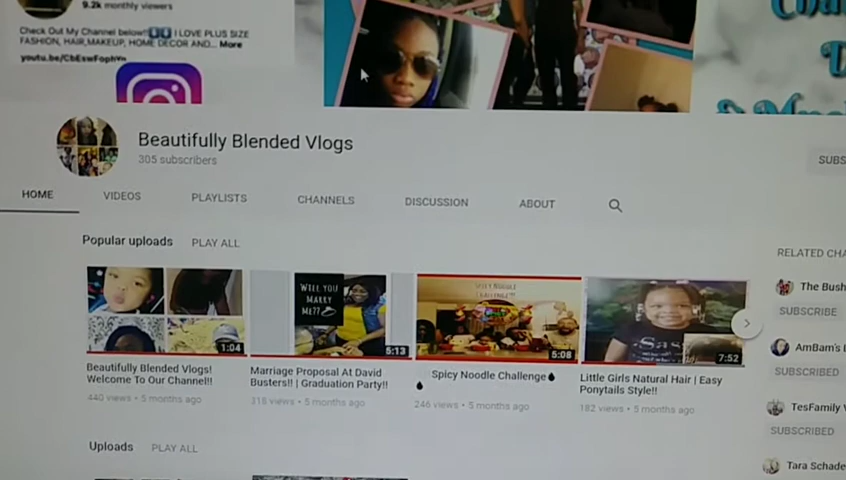 9.2k monthly viewers
Check Out My Channel below!! I LOVE PLUS SIZE
FASHION, HAIR, MAKEUP, HOME DECOR AND... More
Beautifully Blended Vlogs
305 subscribers
SUBS
HOME
VIDEOS
PLAYLISTS
CHANNELS
DISCUSSION
ABOUT
Popular uploads
PLAY ALL
WILL YOU
MARRY
ME??
SPICY NOODLE
CHALLENGE!!!
1:04
5:13
5:08
7:52
Beautifully Blended Vlogs!
Welcome To Our Channel!!
440 views • 5 months ago
Marriage Proposal At David
Busters!! | Graduation Party!!
318 views • 5 months ago
Spicy Noodle Challenge
246 views • 5 months ago
Little Girls Natural Hair | Easy
Ponytails Style!!
182 views • 5 months ago
RELATED CHA
The Bush
SUBSCRIBE
AmBam's
SUBSCRIBED
TesFamily
SUBSCRIBED
Tara Schade
Uploads
PLAY ALL